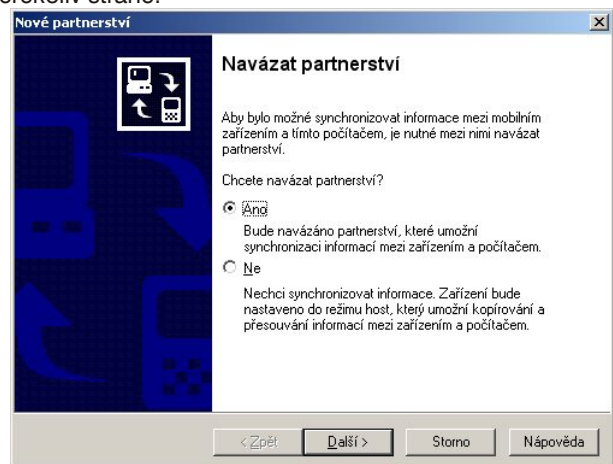 Nové partnerství
Navázat partnerství
Aby bylo možné synchronizovat informace mezi mobilním
zařízením a tímto počítačem, je nutné mezi nimi navázat
partnerství.
Chcete navázat partnerství?
Ano
Bude navázáno partnerství, které umožní
synchronizaci informací mezi zařízením a počítačem.
Ne
Nechci synchronizovat informace. Zařízení bude
nastaveno do režimu host, který umožní kopírování a
přesouvání informací mezi zařízením a počítačem.
< Zpět
Další >
Storno
Nápověda